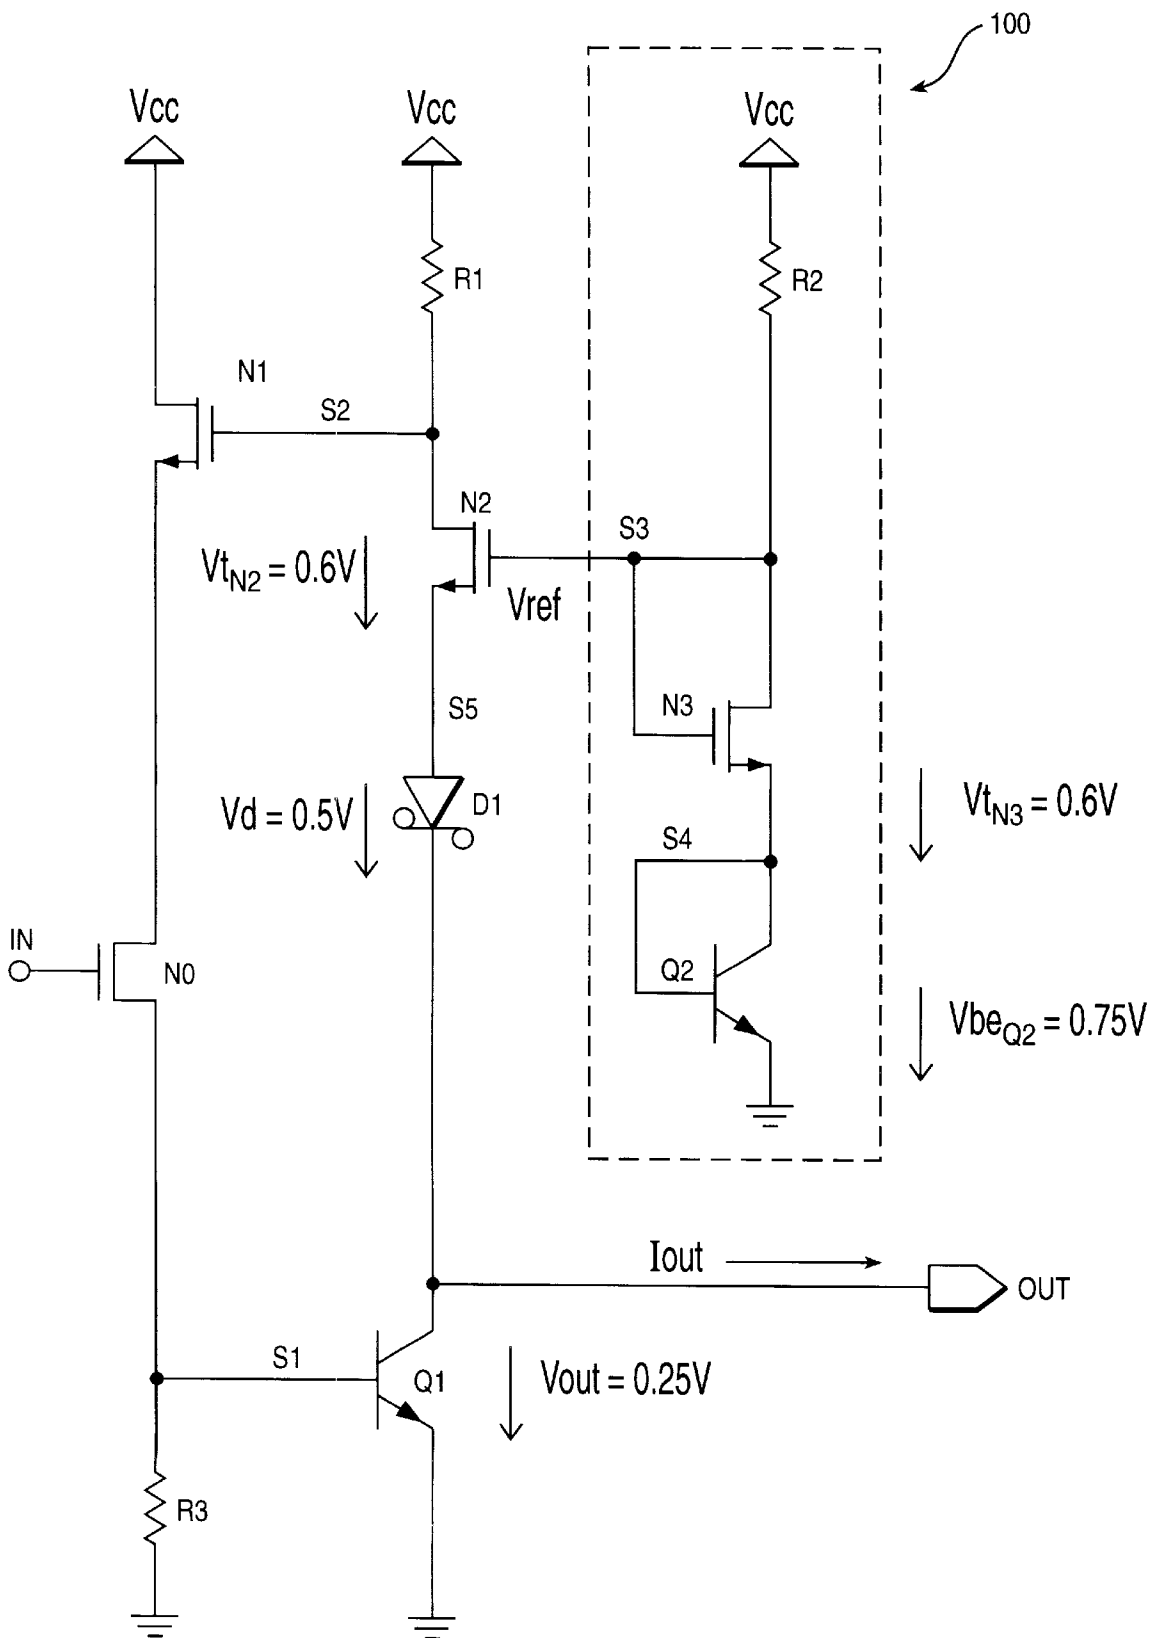 100
Vcc
Vcc
Vcc
R1
R2
N1
S2
N2
S3
VtN2 = 0.6V
Vref
N3
S5
Vd = 0.5V
D1
VtN3 = 0.6V
S4
IN
N0
Q2
VbeQ2 = 0.75V
Iout
OUT
S1
Q1
Vout = 0.25V
R3